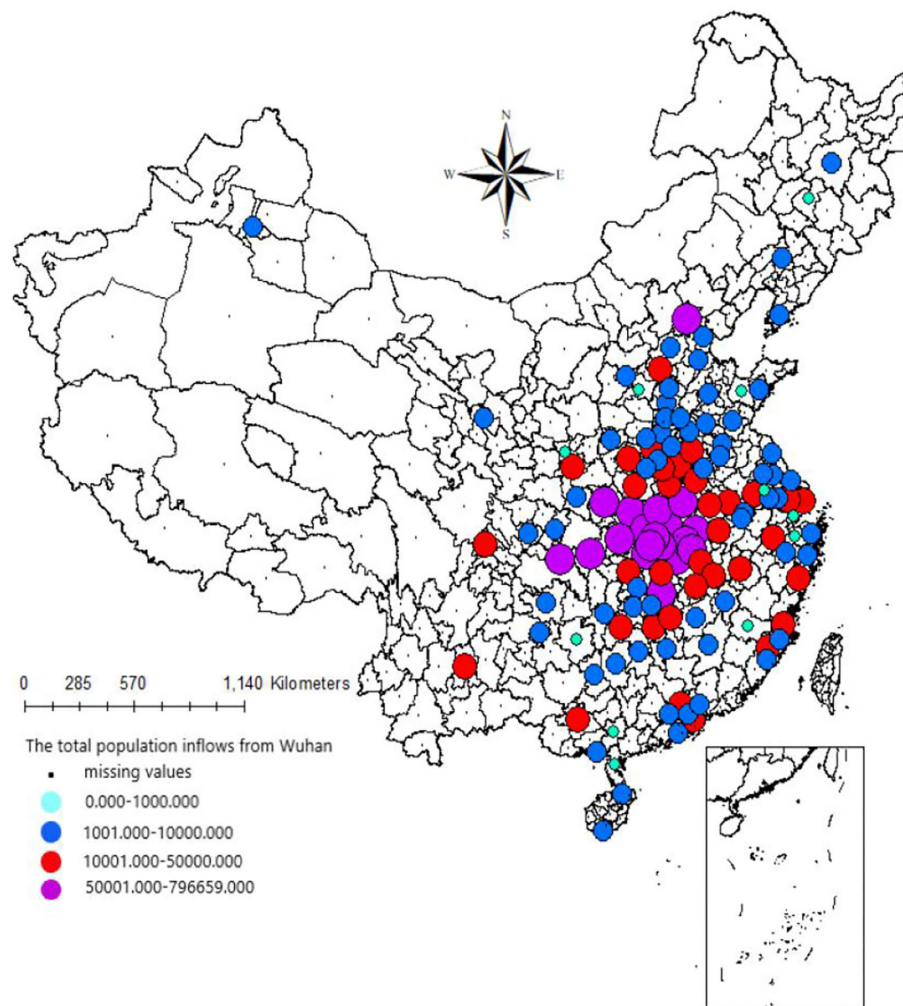 N
W E
S
0 285 570 1,140 Kilometers
The total population inflows from Wuhan
missing values
0.000-1000.000
1001.000-10000.000
10001.000-50000.000
50001.000-796659.000